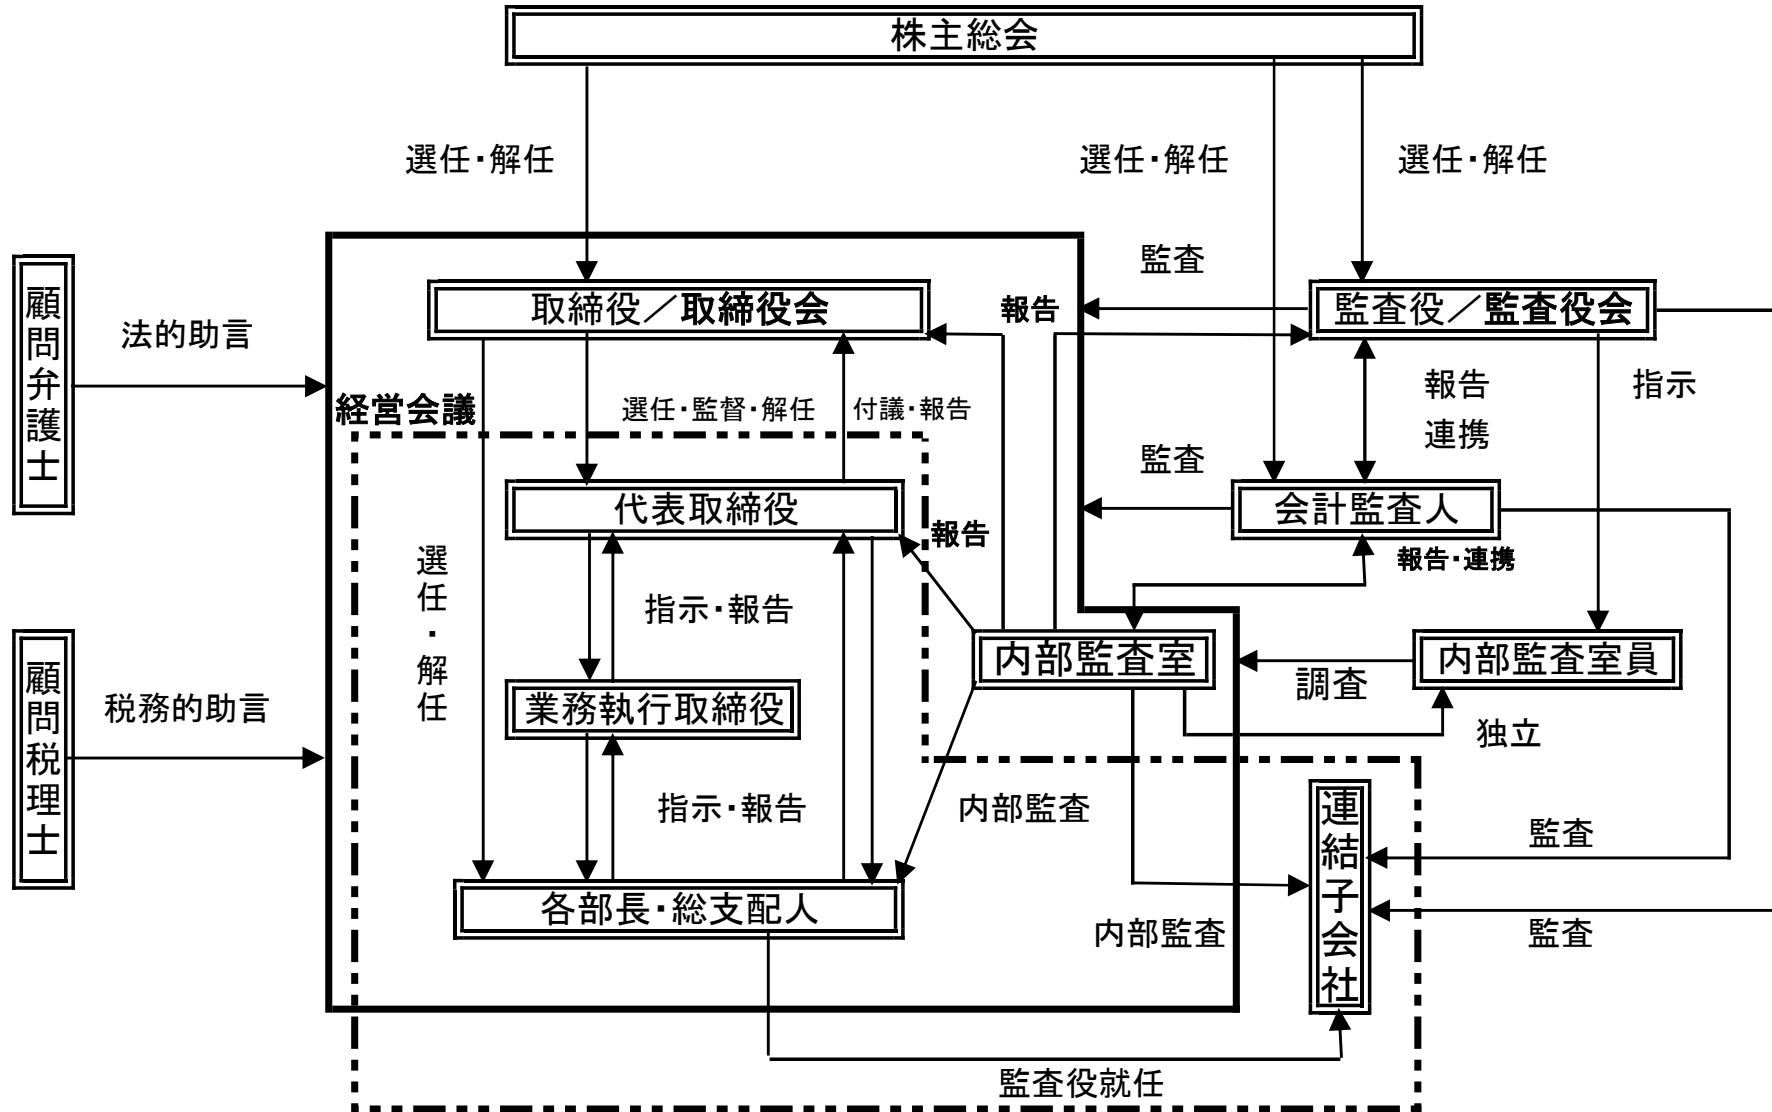 株主総会
選任・解任
選任・解任
選任・解任
監査
取締役／取締役会
報告
監査役／監査役会
顧問弁護士
法的助言
経営会議
選任・監督・解任
付議・報告
報告
連携
指示
監査
代表取締役
報告
会計監査人
報告・連携
選任・解任
指示・報告
内部監査室
調査
内部監査室員
顧問税理士
税務的助言
業務執行取締役
独立
指示・報告
内部監査
連結子会社
監査
各部長・総支配人
内部監査
監査
監査役就任